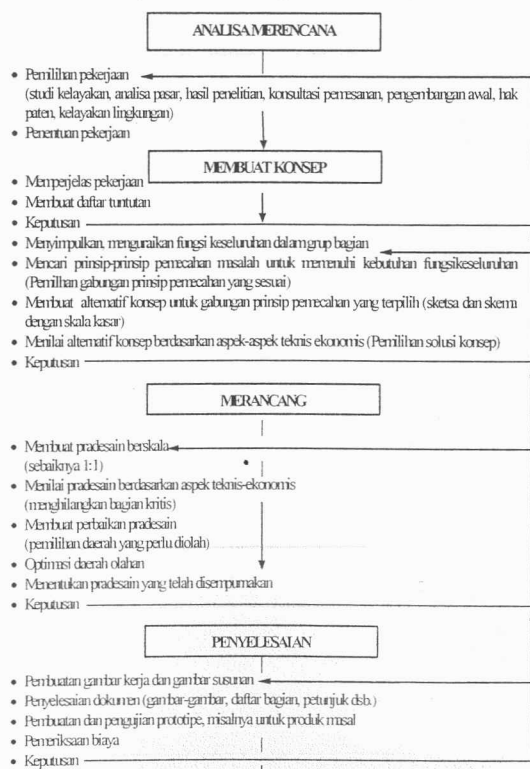 ANALISA MERENCANA
• Pemilihan pekerjaan
(studi kelayakan, analisa pasar, hasil penelitian, konsultasi pemesanan, pengembangan awal, hak
paten, kelayakan lingkungan)
• Penentuan pekerjaan
MEMBUAT KONSEP
• Memperjelas pekerjaan
• Membuat daftar tuntutan
• Keputusan
• Menyimpulkan, menguraikan fungsi keseluruhan dalam grup bagian
• Mencari prinsip-prinsip pemecahan masalah untuk memenuhi kebutuhan fungsikeseluruhan
(Pemilhan gabungan prinsip pemecahan yang sesuai)
• Membuat alternatif konsep untuk gabungan prinsip pemecahan yang terpilih (sketsa dan skema
dengan skala kasar)
• Menilai alternatif konsep berdasarkan aspek-aspek teknis ekonomis (Pemilihan solusi konsep)
• Keputusan
MERANCANG
• Membuat pradesain berskala
(sebaiknya 1:1)
• Menilai pradesain berdasarkan aspek teknis-ekonomis
(menghilangkan bagian kritis)
• Membuat perbaikan pradesain
(pemilihan daerah yang perlu diolah)
• Optimasi daerah olahan
• Menentukan pradesain yang telah disempurnakan
• Keputusan
PENYELESAIAN
• Pembuatan gambar kerja dan gambar susunan
• Penyelesaian dokumen (gambar-gambar, daftar bagian, petunjuk dsb.)
• Pembuatan dan pengujian prototipe, misalnya untuk produk masal
• Pemeriksaan biaya
• Keputusan